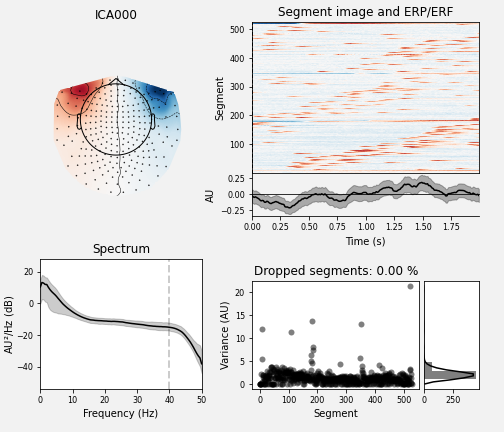 ICA000
Segment image and ERP/ERF
Segment
500
400
300
200
100
AU
0.25
0.00
−0.25
0.00 0.25 0.50 0.75 1.00 1.25 1.50 1.75
Time (s)
Spectrum
AU²/Hz (dB)
20
0
−20
−40
0 10 20 30 40 50
Frequency (Hz)
Dropped segments: 0.00 %
Variance (AU)
20
15
10
5
0
0 100 200 300 400 500
Segment
0 250